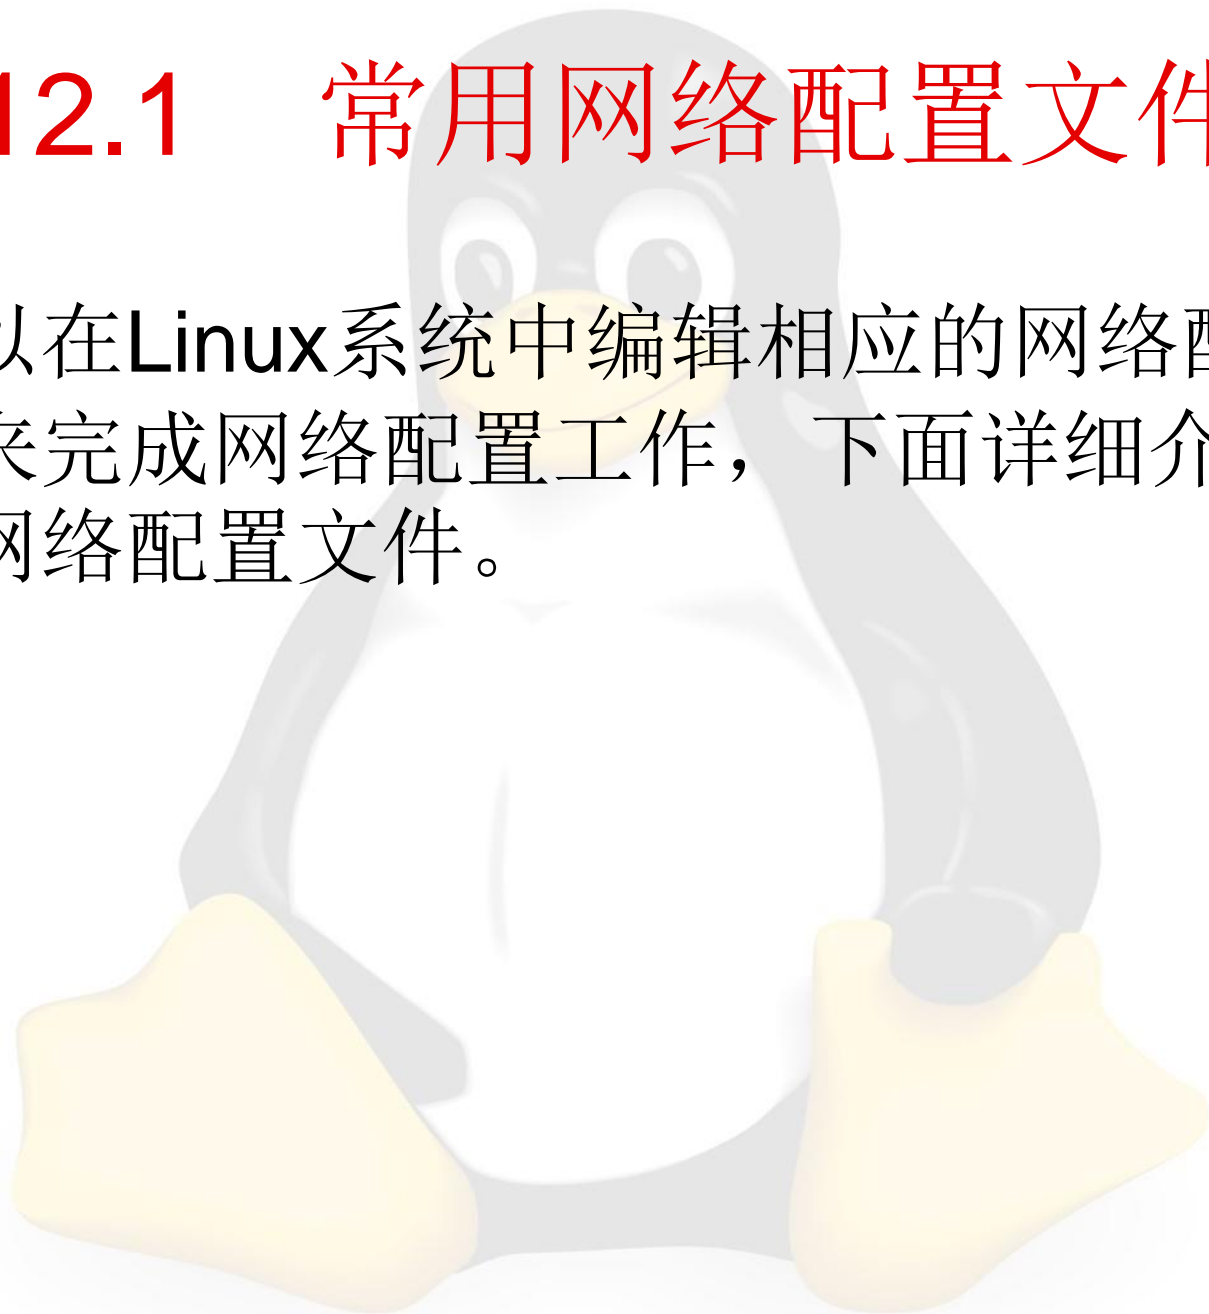 12.1 常用网络配置文件
以在Linux系统中编辑相应的网络配
来完成网络配置工作，下面详细介
网络配置文件。